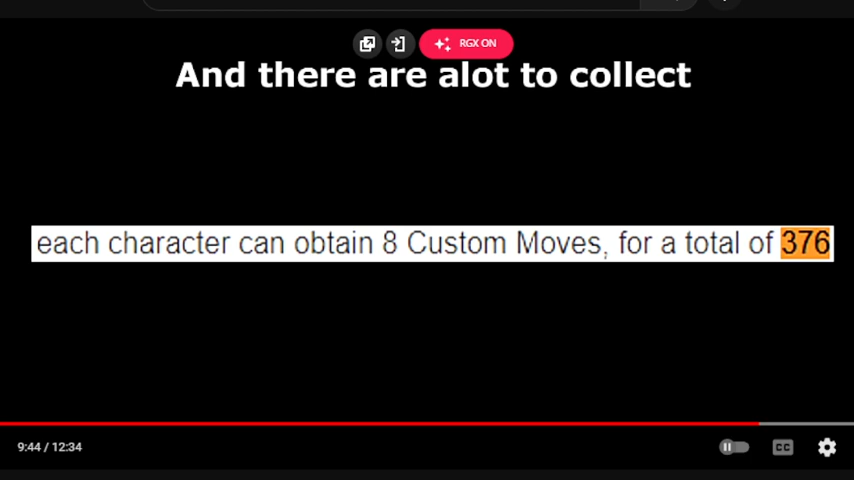 RGX ON
And there are alot to collect
each character can obtain 8 Custom Moves, for a total of 376
9:44 / 12:34
CC